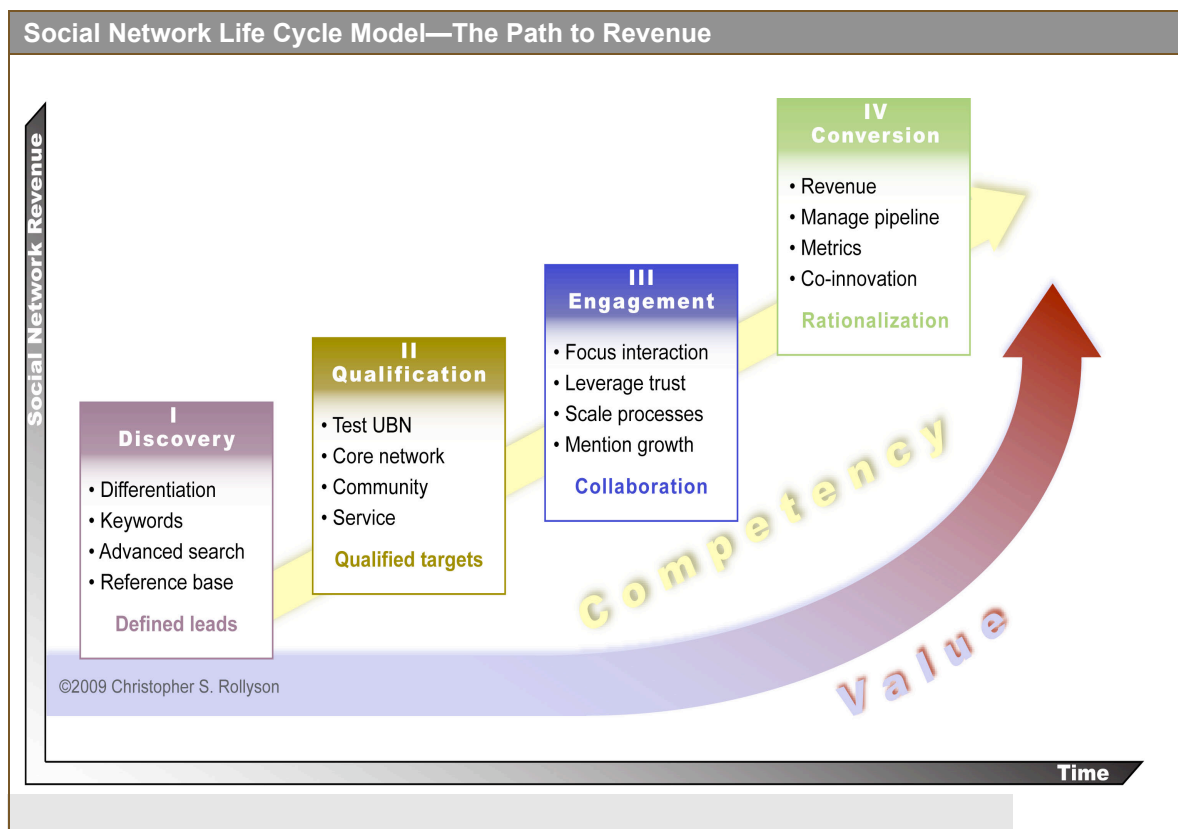 Social Network Life Cycle Model—The Path to Revenue
Social Network Revenue
I
Discovery
• Differentiation
• Keywords
• Advanced search
• Reference base
Defined leads
II
Qualification
• Test UBN
• Core network
• Community
• Service
Qualified targets
III
Engagement
• Focus interaction
• Leverage trust
• Scale processes
• Mention growth
Collaboration
IV
Conversion
• Revenue
• Manage pipeline
• Metrics
• Co-innovation
Rationalization
Competency
Value
©2009 Christopher S. Rollyson
Time